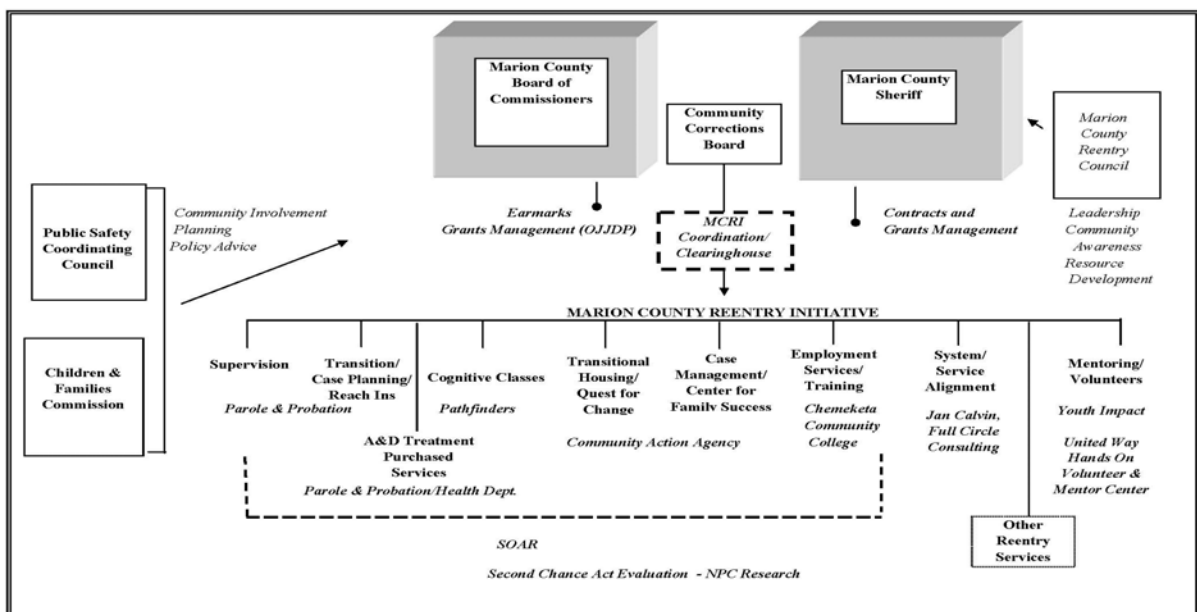 Marion County
Board of
Commissioners
Marion County
Sheriff
Community
Corrections
Board
Marion
County
Reentry
Council
Public Safety
Coordinating
Council
Community Involvement
Planning
Policy Advice
Earmarks
Grants Management (OJJDP)
MCRI
Coordination/
Clearinghouse
Contracts and
Grants Management
Leadership
Community
Awareness
Resource
Development
Children &
Families
Commission
MARION COUNTY REENTRY INITIATIVE
Supervision
Transition/
Case Planning/
Reach Ins
Parole & Probation
Cognitive Classes
Pathfinders
A&D Treatment
Purchased
Services
Parole & Probation/Health Dept.
Transitional
Housing/
Quest for
Change
Case
Management/
Center for
Family Success
Community Action Agency
Employment
Services/
Training
Chemeketa
Community
College
System/
Service
Alignment
Jan Calvin,
Full Circle
Consulting
Mentoring/
Volunteers
Youth Impact
United Way
Hands On
Volunteer &
Mentor Center
Other
Reentry
Services
SOAR
Second Chance Act Evaluation - NPC Research